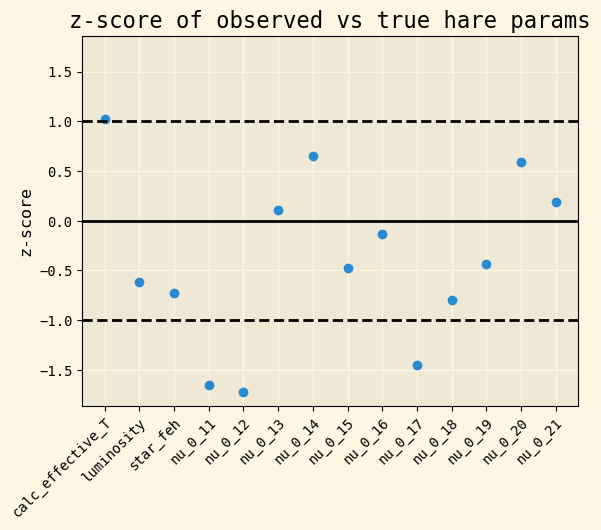 z-score of observed vs true hare params
z-score
1.5
1.0
0.5
0.0
−0.5
−1.0
−1.5
calc_effective_T
luminosity
star_feh
nu_0_11
nu_0_12
nu_0_13
nu_0_14
nu_0_15
nu_0_16
nu_0_17
nu_0_18
nu_0_19
nu_0_20
nu_0_21